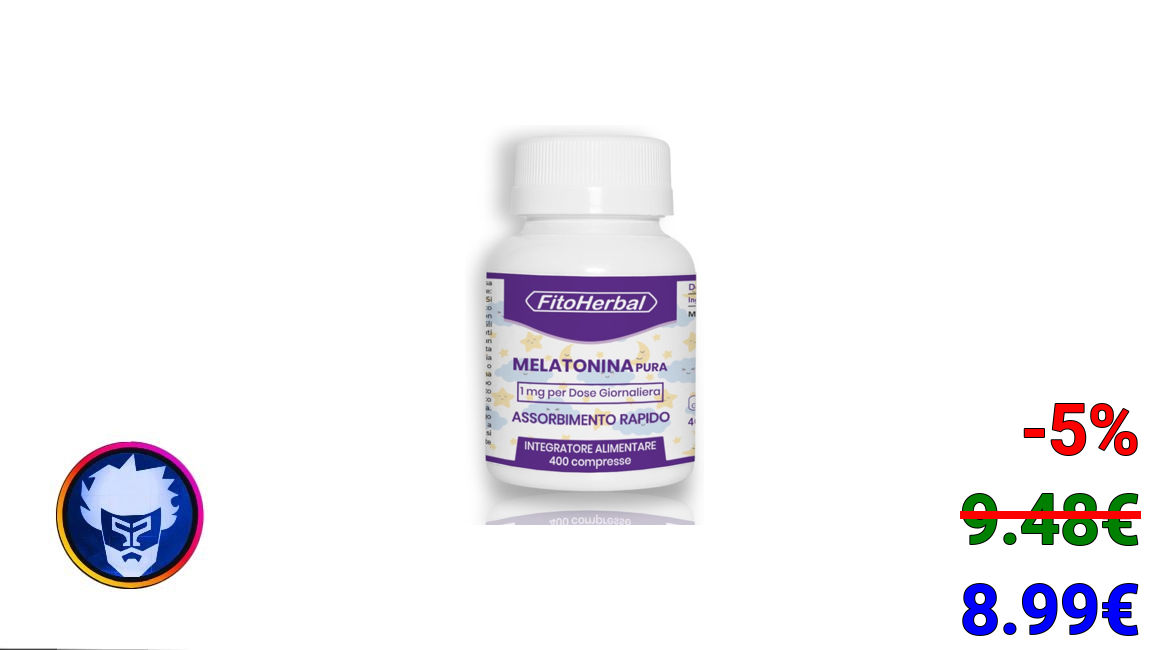 FitoHerbal
MELATONINA PURA
1 mg per Dose Giornaliera
ASSORBIMENTO RAPIDO
INTEGRATORE ALIMENTARE
400 compresse
-5%
9.48€
8.99€